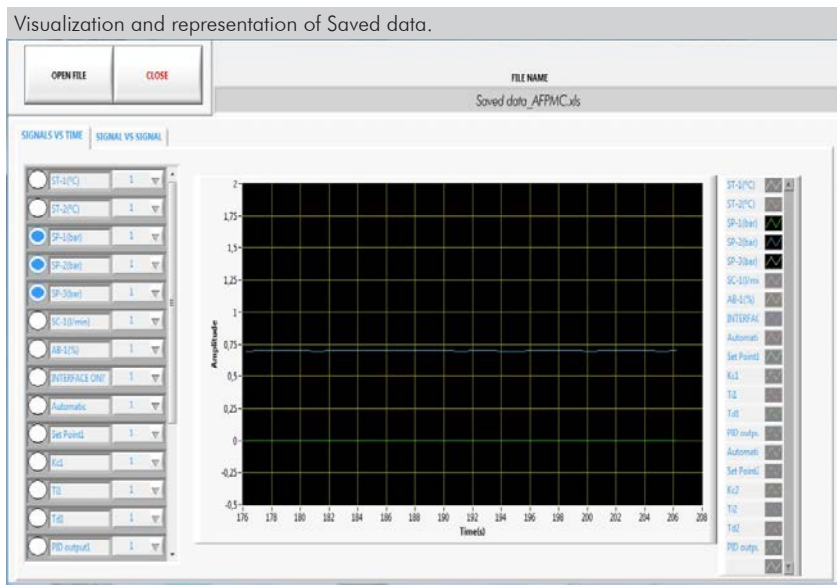 Visualization and representation of Saved data.
OPEN FILE
CLOSE
FILE NAME
Saved data_AFPMC.xls
SIGNALS VS TIME
SIGNAL VS SIGNAL
ST-1(ºC) 1
ST-2(ºC) 1
SP-1(bar) 1
SP-2(bar) 1
SP-3(bar) 1
SC-1(l/min) 1
AB-1(%) 1
INTERFACE ON? 1
Automatic 1
Set Point1 1
Kc1 1
Ti1 1
Td1 1
PID output1 1
Amplitude
2
1,75
1,5
1,25
1
0,75
0,5
0,25
0
-0,25
-0,5
176 178 180 182 184 186 188 190 192 194 196 198 200 202 204 206 208
Time(s)
ST-1(ºC)
ST-2(ºC)
SP-1(bar)
SP-2(bar)
SP-3(bar)
SC-1(l/mi
AB-1(%)
INTERFAC
Automati
Set Point1
Kc1
Ti1
Td1
PID outpu
Automati
Set Point2
Kc2
Ti2
Td2
PID outpu